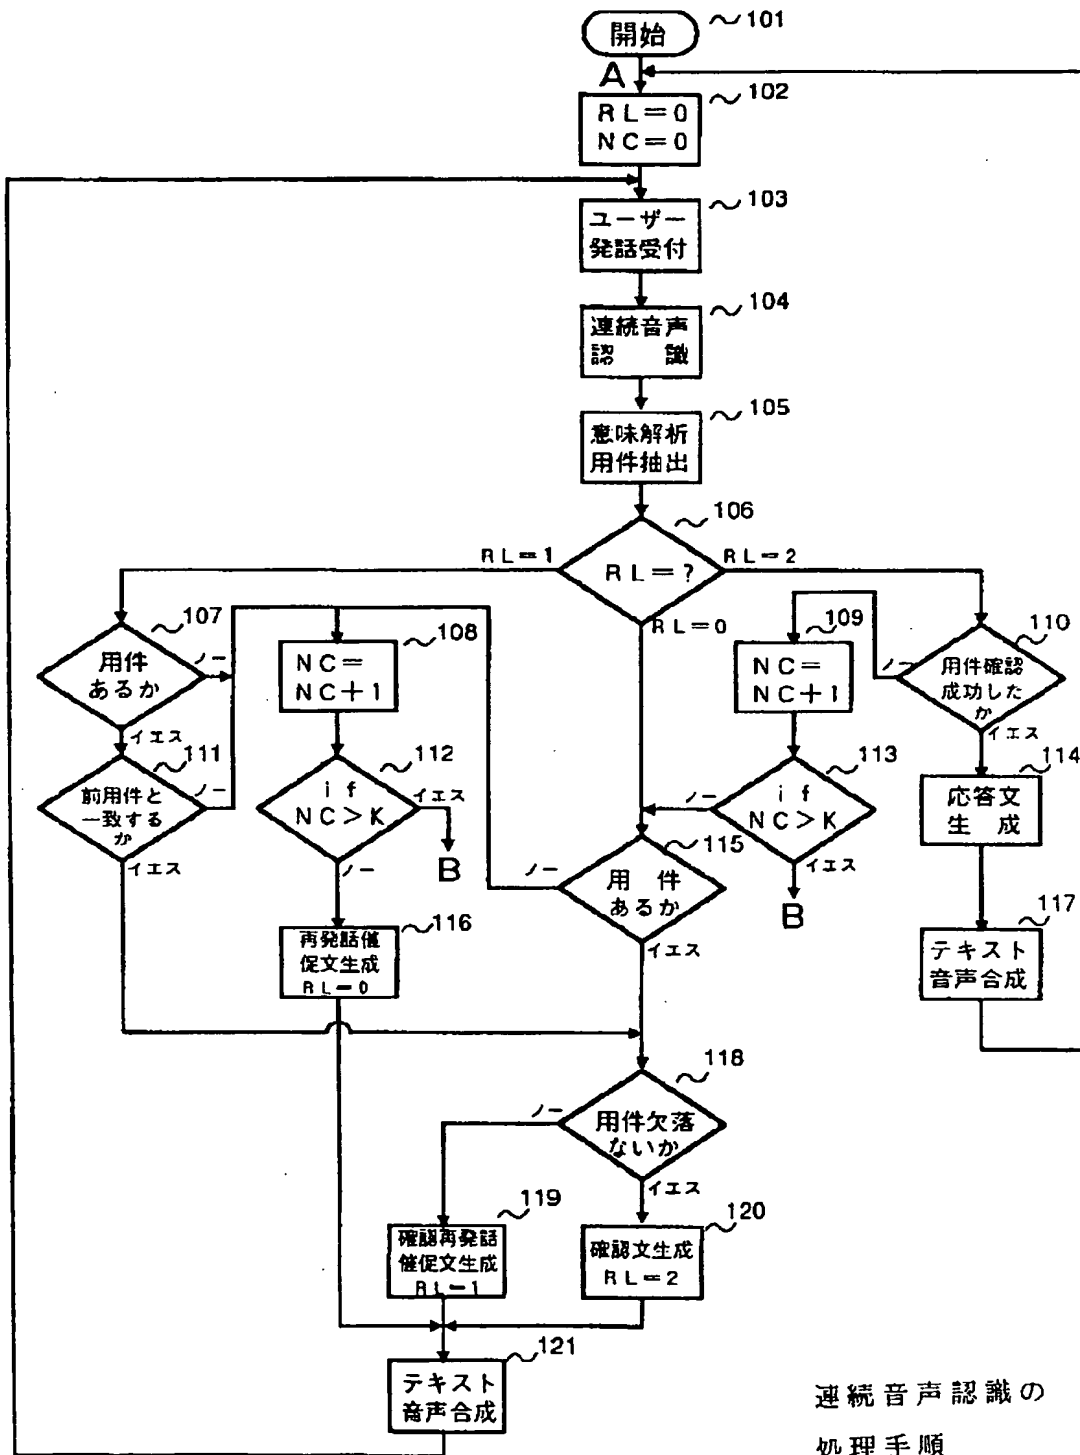 開始
101
A
RL=0
NC=0
102
ユーザー
発話受付
103
連続音声
認識
104
意味解析
用件抽出
105
RL=?
106
RL=1
RL=2
RL=0
用件
あるか
107
ノー
イエス
NC=
NC+1
108
NC=
NC+1
109
用件確認
成功した
か
110
ノー
イエス
前用件と
一致する
か
111
ノー
イエス
if
NC>K
112
イエス
B
ノー
if
NC>K
113
ノー
イエス
B
応答文
生成
114
用件
あるか
115
ノー
イエス
再発話催
促文生成
RL=0
116
テキスト
音声合成
117
用件欠落
ないか
118
ノー
イエス
確認再発話
催促文生成
RL=1
119
確認文生成
RL=2
120
テキスト
音声合成
121
連続音声認識の
処理手順